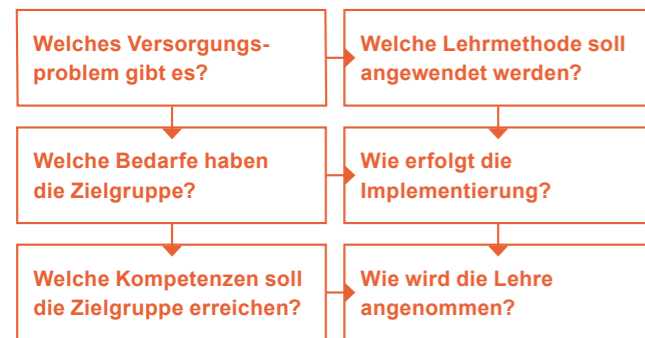 Welches Versorgungs-
problem gibt es?
Welche Lehrmethode soll
angewendet werden?
Welche Bedarfe haben
die Zielgruppe?
Wie erfolgt die
Implementierung?
Welche Kompetenzen soll
die Zielgruppe erreichen?
Wie wird die Lehre
angenommen?